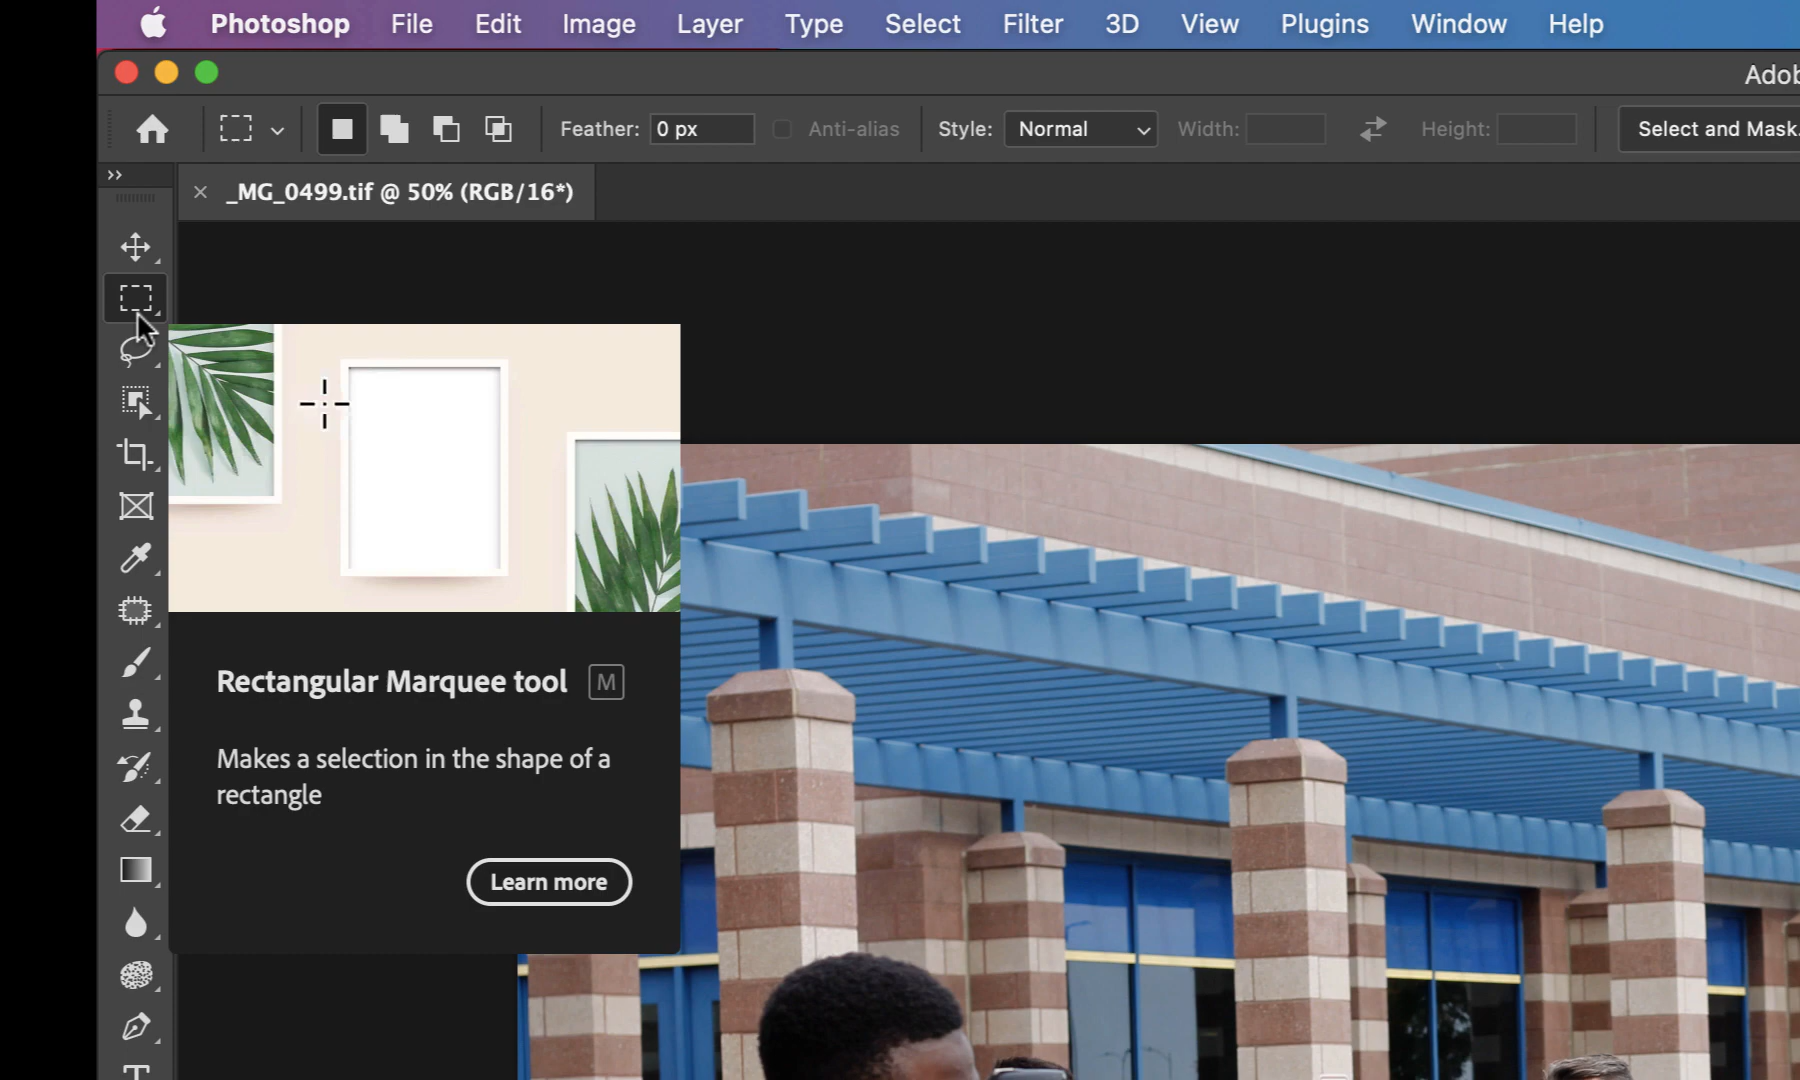 Photoshop File Edit Image Layer Type Select Filter 3D View Plugins Window Help
Feather: 0 px Anti-alias Style: Normal Width: Height: Select and Mask.
_MG_0499.tif @ 50% (RGB/16*)
Rectangular Marquee tool M
Makes a selection in the shape of a
rectangle
Learn more